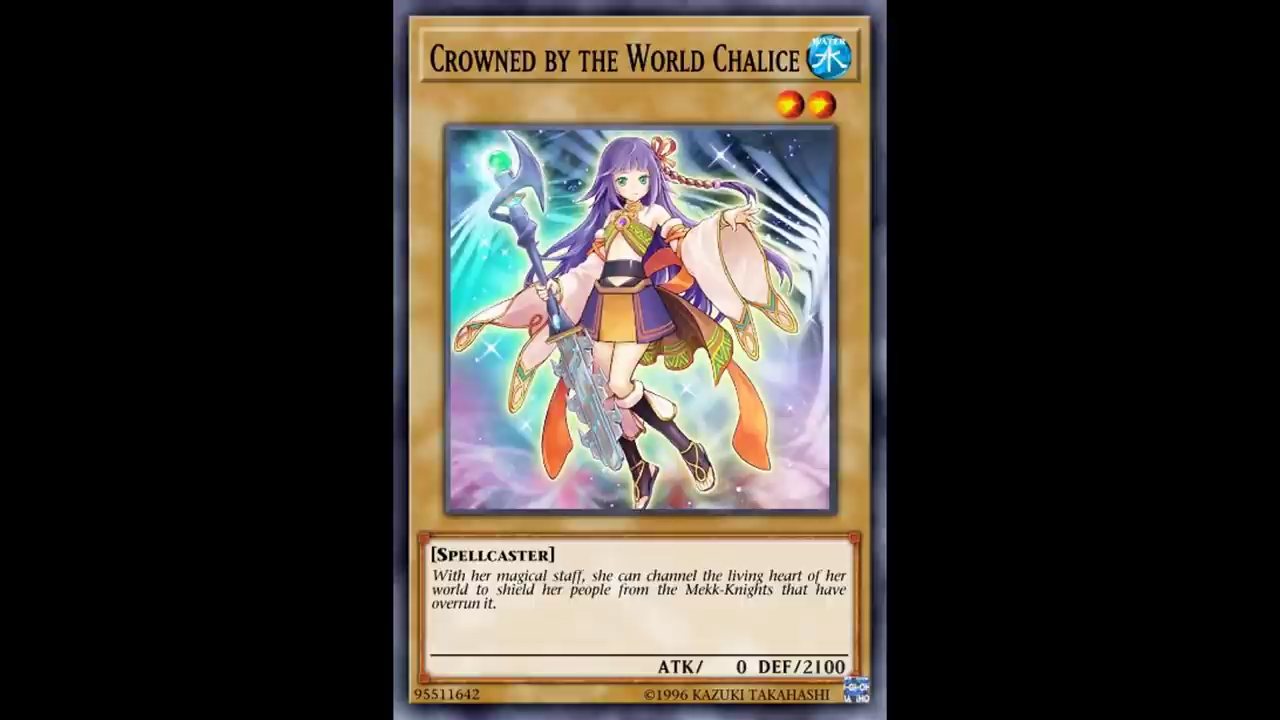 CROWNED BY THE WORLD CHALICE
WATER
水
[SPELLCASTER]
With her magical staff, she can channel the living heart of her
world to shield her people from the Mekk-Knights that have
overrun it.
ATK/ 0 DEF/2100
95511642
©1996 KAZUKI TAKAHASHI